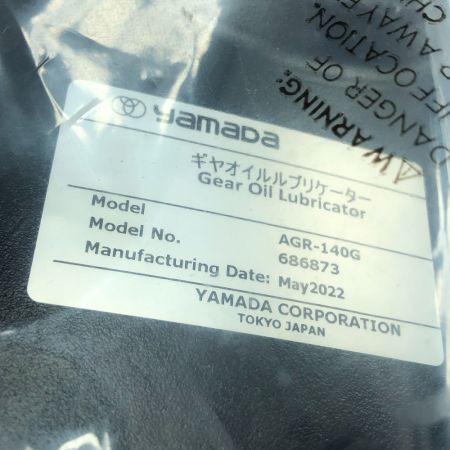 yamada
ギヤオイルルブリケーター
Gear Oil Lubricator
Model AGR-140G
Model No. 686873
Manufacturing Date: May2022
YAMADA CORPORATION
TOKYO JAPAN
WARNING:
DANGER OF